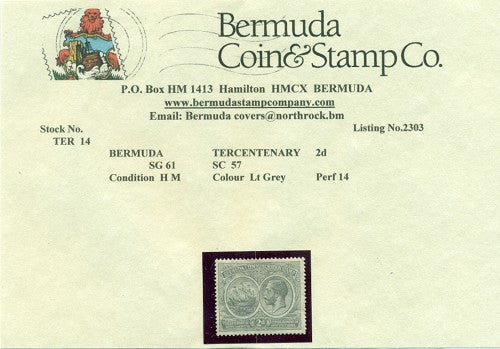 Bermuda
Coin&Stamp Co.
P.O. Box HM 1413 Hamilton HMCX BERMUDA
www.bermudastampcompany.com
Email: Bermuda covers@northrock.bm
Stock No. Listing No.2303
TER 14
BERMUDA TERCENTENARY 2d
SG 61 SC 57
Condition H M Colour Lt Grey Perf 14